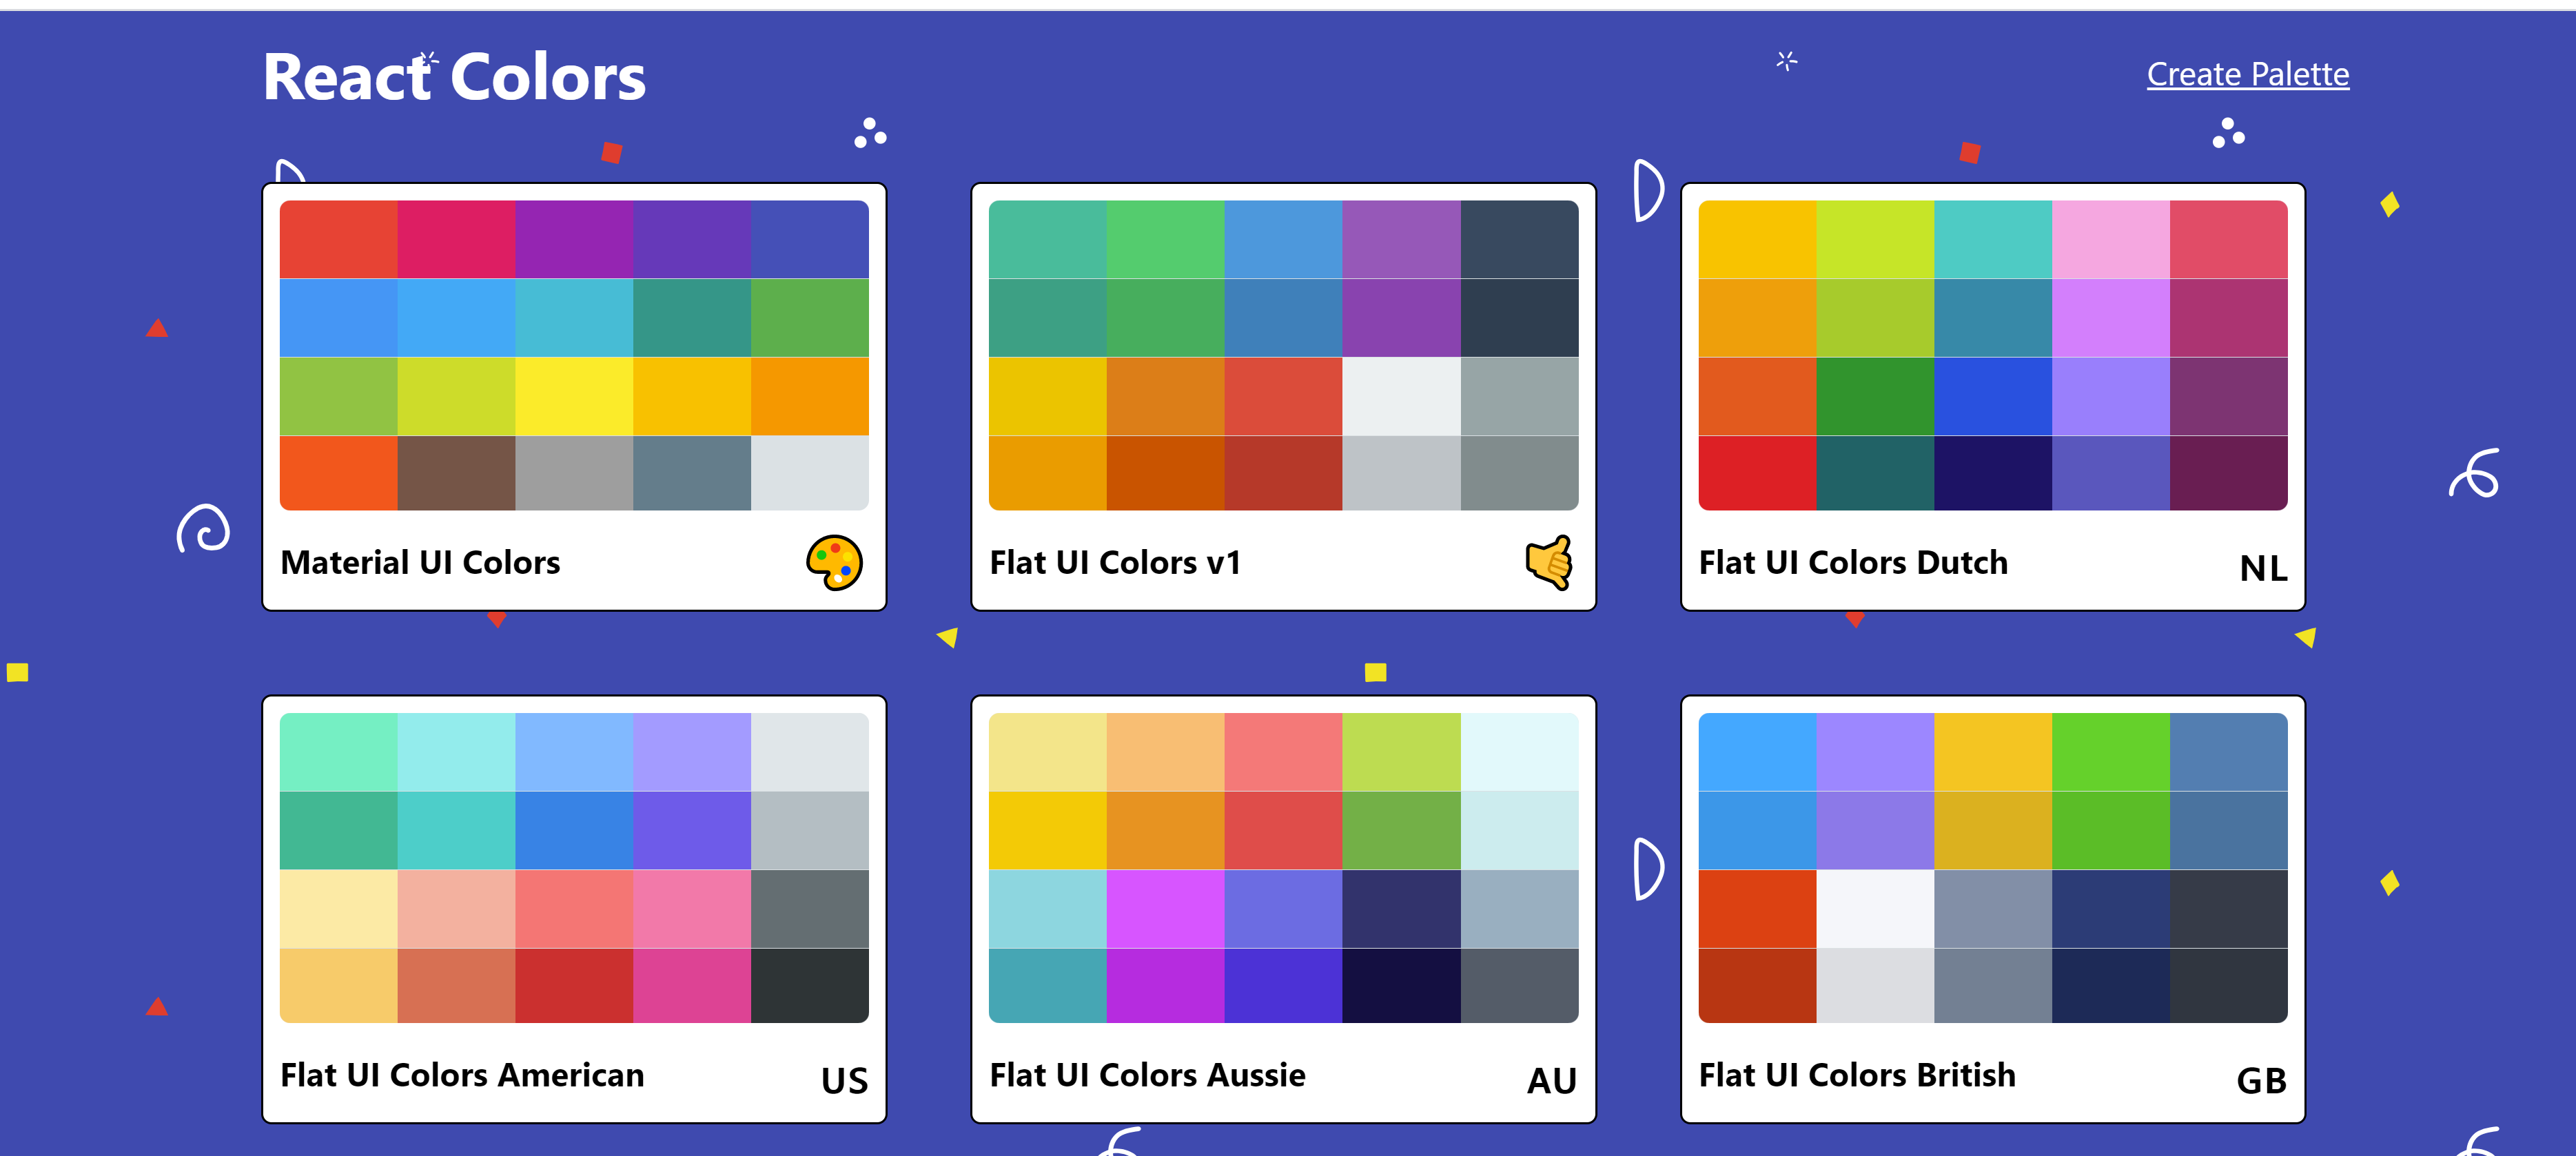 React Colors
Create Palette
Material UI Colors
Flat UI Colors v1
Flat UI Colors Dutch NL
Flat UI Colors American US
Flat UI Colors Aussie AU
Flat UI Colors British GB